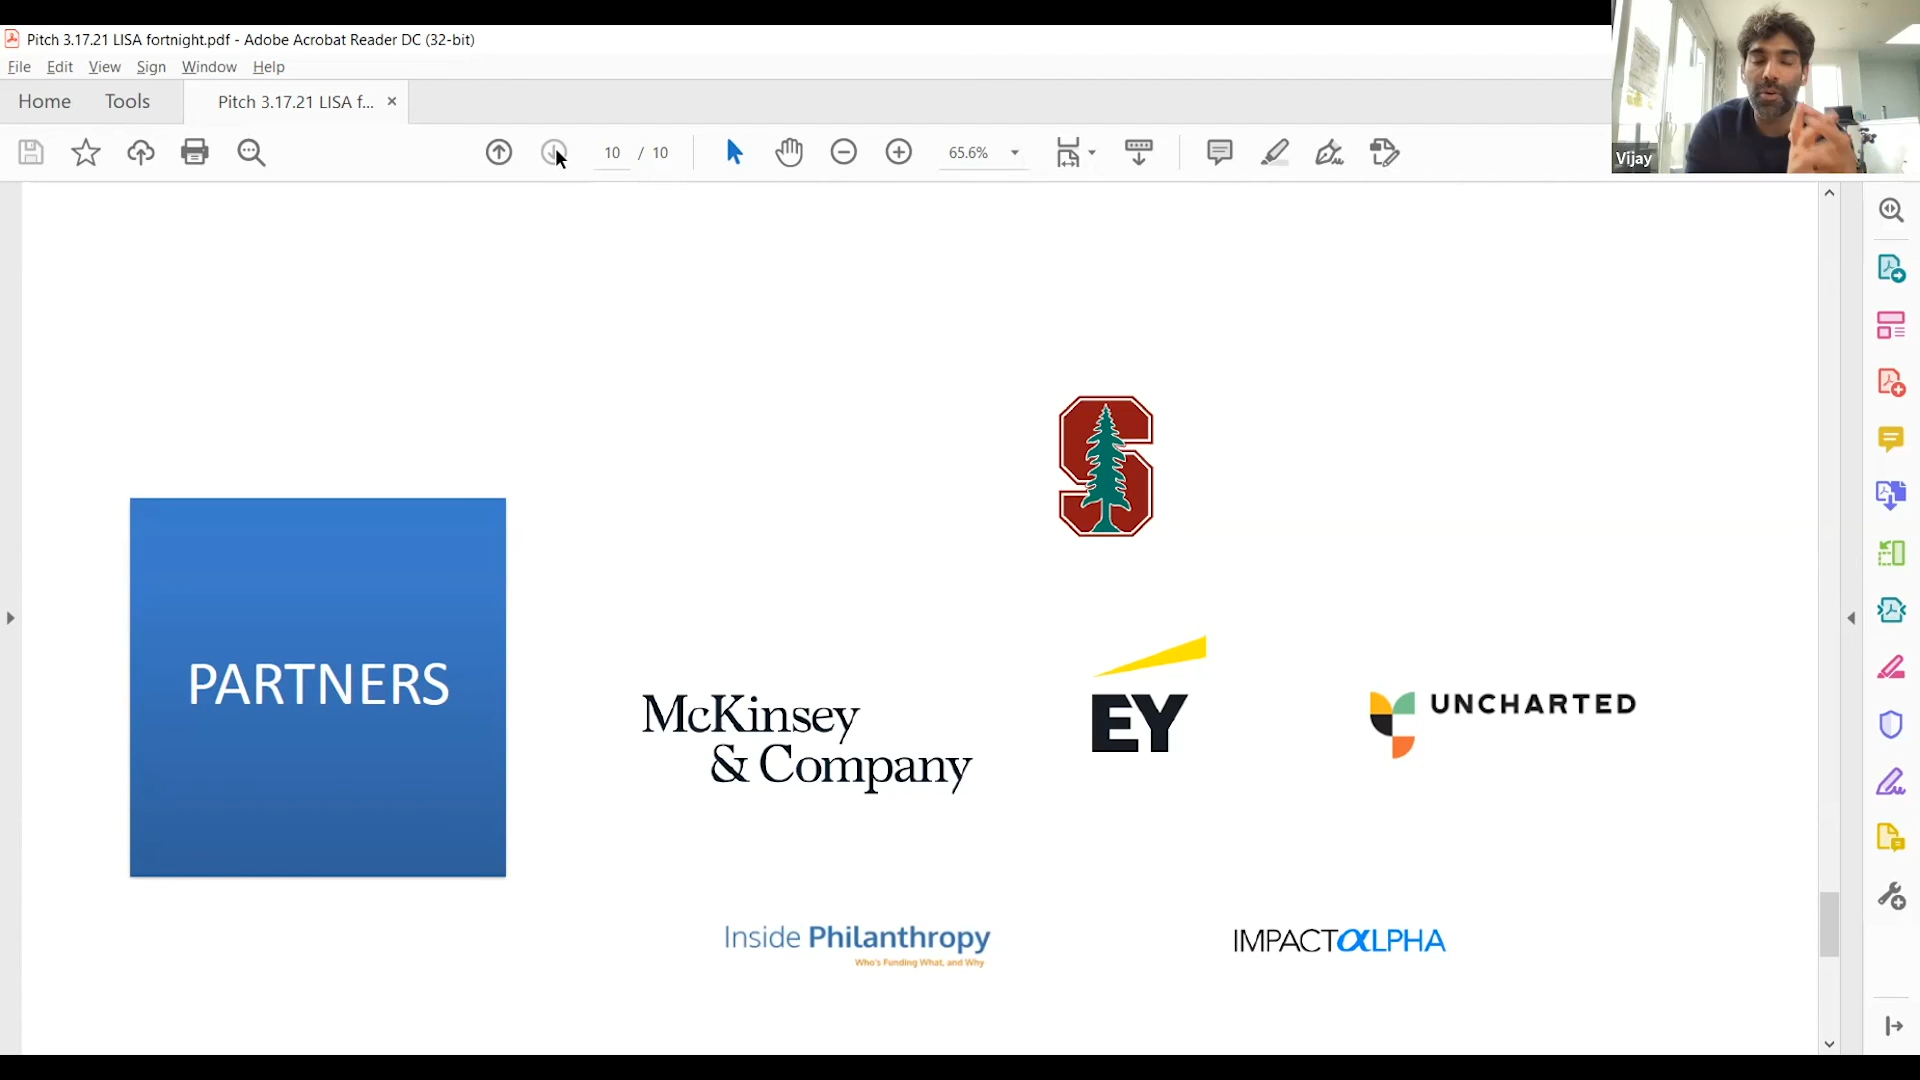 Pitch 3.17.21 LISA fortnight.pdf - Adobe Acrobat Reader DC (32-bit)
File Edit View Sign Window Help
Home Tools Pitch 3.17.21 LISA f... ×
10 / 10 65.6%
Vijay
S
PARTNERS
McKinsey
& Company
EY
UNCHARTED
Inside Philanthropy
Who's Funding What, and Why
IMPACTαLPHA